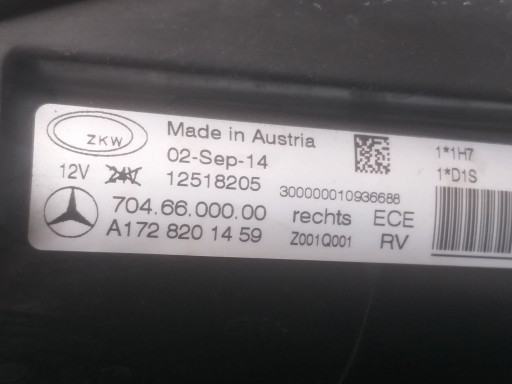 ZKW
Made in Austria
02-Sep-14
12V 24V 12518205
300000010936688
704.66.000.00 rechts ECE
A172 820 14 59 Z001Q001 RV
1*1H7
1*D1S